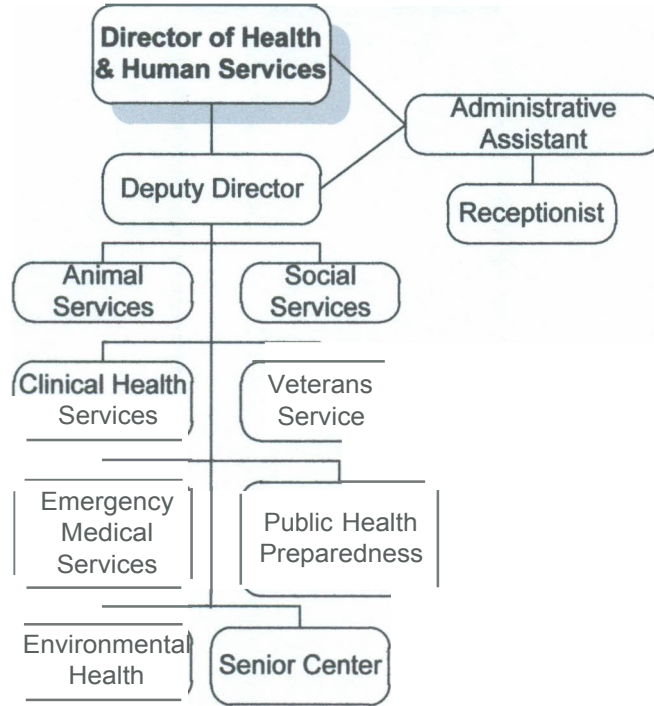 Director of Health
& Human Services
Administrative
Assistant
Deputy Director
Receptionist
Animal
Services
Social
Services
Clinical Health
Services
Veterans
Service
Emergency
Medical
Services
Public Health
Preparedness
Environmental
Health
Senior Center